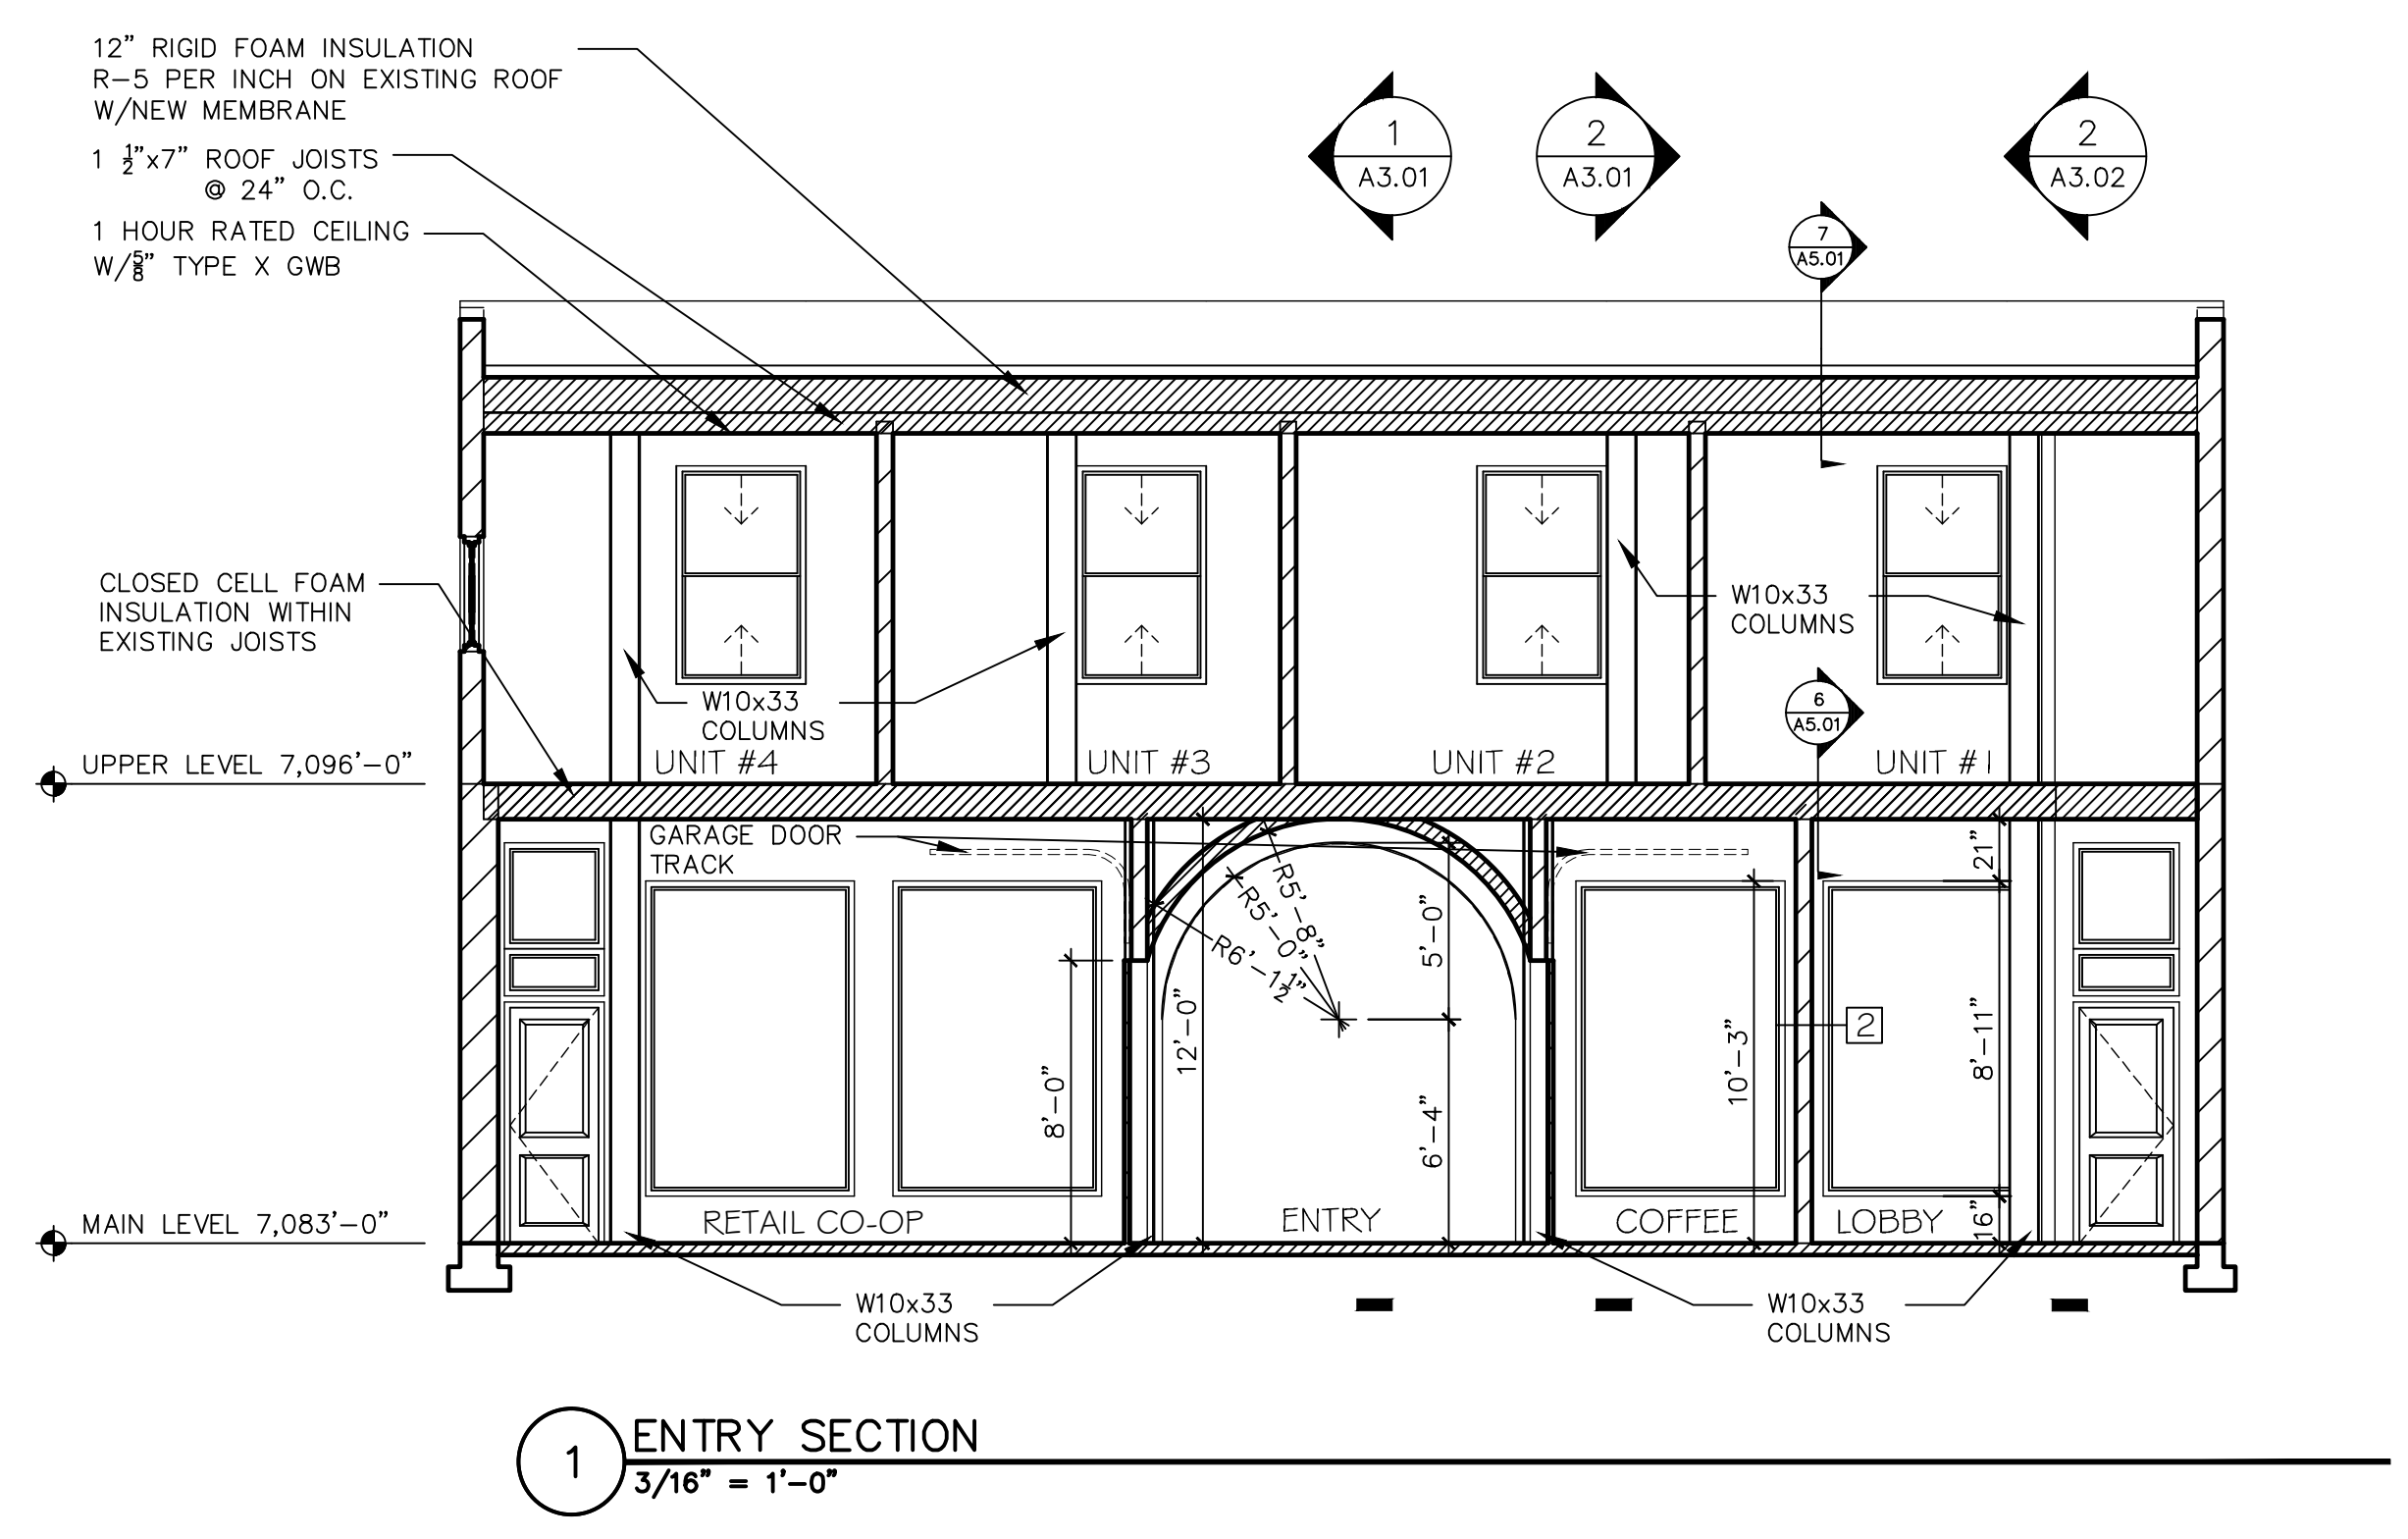 12" RIGID FOAM INSULATION
R-5 PER INCH ON EXISTING ROOF
W/NEW MEMBRANE
1 1/2"x7" ROOF JOISTS
@ 24" O.C.
1 HOUR RATED CEILING
W/5/8" TYPE X GWB
1
A3.01
2
A3.01
2
A3.02
7
A5.01
CLOSED CELL FOAM
INSULATION WITHIN
EXISTING JOISTS
W10x33
COLUMNS
W10x33
COLUMNS
6
A5.01
UNIT #4
UNIT #3
UNIT #2
UNIT #1
UPPER LEVEL 7,096'-0"
GARAGE DOOR
TRACK
R5'-8"
R5'-0"
R6'-1 1/2"
5'-0"
21"
12'-0"
8'-0"
6'-4"
10'-3"
2
8'-11"
16"
MAIN LEVEL 7,083'-0"
RETAIL CO-OP
ENTRY
COFFEE
LOBBY
W10x33
COLUMNS
W10x33
COLUMNS
1
ENTRY SECTION
3/16" = 1'-0"